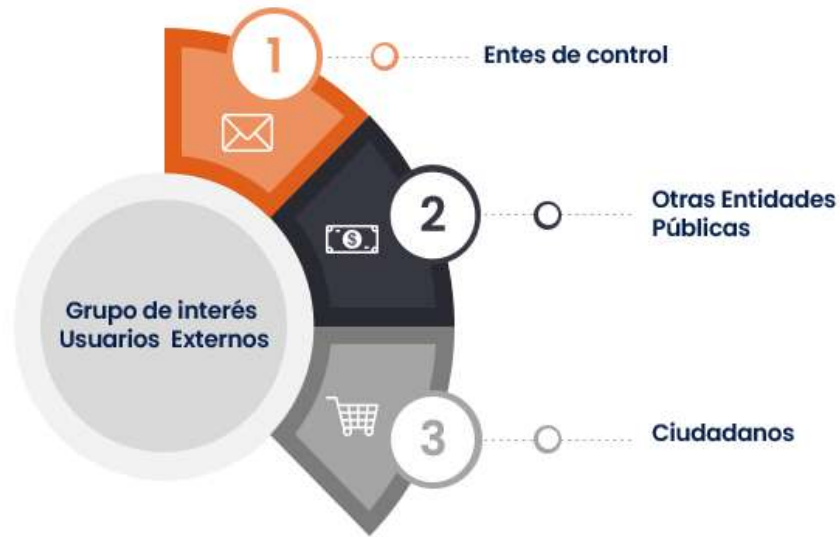 1
Entes de control
2
Otras Entidades
Públicas
Grupo de interés
Usuarios Externos
3
Ciudadanos